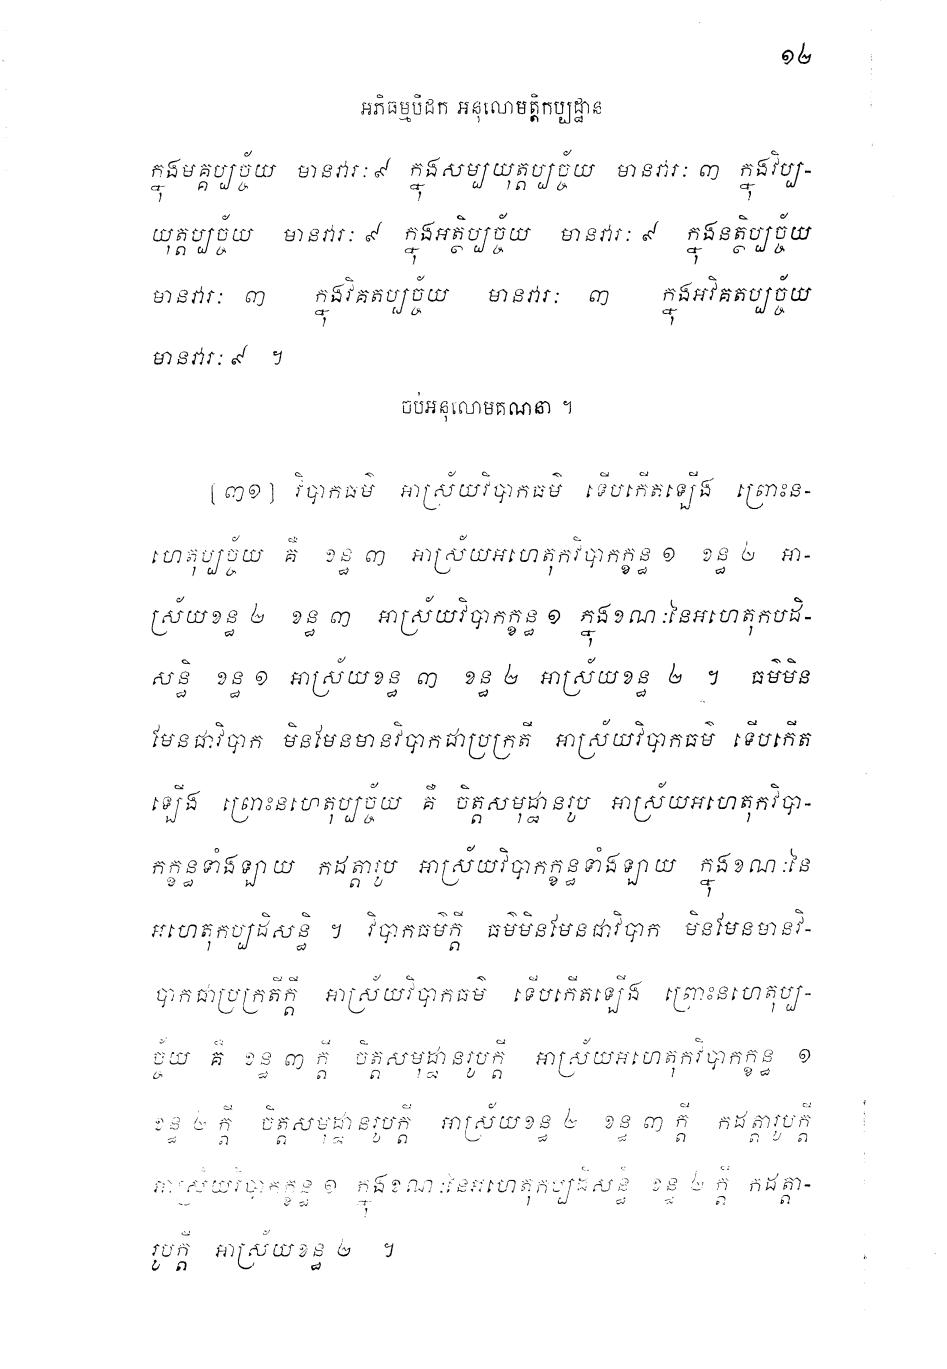 ១៤
អភិធម្មបិដក អនុលោមត្តិកប្បដ្ឋាន
ក្នុងមគ្គប្បច្ច័យ មានវារៈ ៩ ក្នុងសម្បយុត្តប្បច្ច័យ មានវារៈ ៣ ក្នុងវិប្ប-
យុត្តប្បច្ច័យ មានវារៈ ៩ ក្នុងអត្ថិប្បច្ច័យ មានវារៈ ៩ ក្នុងនត្ថិប្បច្ច័យ
មានវារៈ ៣ ក្នុងវិគតប្បច្ច័យ មានវារៈ ៣ ក្នុងអវិគតប្បច្ច័យ
មានវារៈ ៩ ។
ចប់អនុលោមគណនា ។
[៣១] វិបាកធម៌ អាស្រ័យវិបាកធម៌ ទើបកើតឡើង ព្រោះន-
ហេតុប្បច្ច័យ គឺ ខន្ធ ៣ អាស្រ័យអហេតុកវិបាកក្ខន្ធ ១ ខន្ធ ២ អា-
ស្រ័យខន្ធ ២ ខន្ធ ៣ អាស្រ័យវិបាកក្ខន្ធ ១ ក្នុងខណៈនៃអហេតុកបដិ-
សន្ធិ ខន្ធ ១ អាស្រ័យខន្ធ ៣ ខន្ធ ២ អាស្រ័យខន្ធ ២ ។ ធម៌មិន
មែនជាវិបាក មិនមែនមានវិបាកជាប្រក្រតី អាស្រ័យវិបាកធម៌ ទើបកើត
ឡើង ព្រោះនហេតុប្បច្ច័យ គឺ ចិត្តសមុដ្ឋានរូប អាស្រ័យអហេតុកវិបា-
កក្ខន្ធទាំងឡាយ កដត្តារូប អាស្រ័យវិបាកក្ខន្ធទាំងឡាយ ក្នុងខណៈនៃ
អហេតុកប្បដិសន្ធិ ។ វិបាកធម៌ក្តី ធម៌មិនមែនជាវិបាក មិនមែនមានវិ-
បាកជាប្រក្រតីក្តី អាស្រ័យវិបាកធម៌ ទើបកើតឡើង ព្រោះនហេតុប្ប-
ច្ច័យ គឺ ខន្ធ ៣ ក្តី ចិត្តសមុដ្ឋានរូបក្តី អាស្រ័យអហេតុកវិបាកក្ខន្ធ ១
ខន្ធ ២ ក្តី ចិត្តសមុដ្ឋានរូបក្តី អាស្រ័យខន្ធ ២ ខន្ធ ៣ ក្តី កដត្តារូបក្តី
អាស្រ័យវិបាកក្ខន្ធ ១ ក្នុងខណៈនៃអហេតុកប្បដិសន្ធិ ខន្ធ ២ ក្តី កដត្តា-
រូបក្តី អាស្រ័យខន្ធ ២ ។